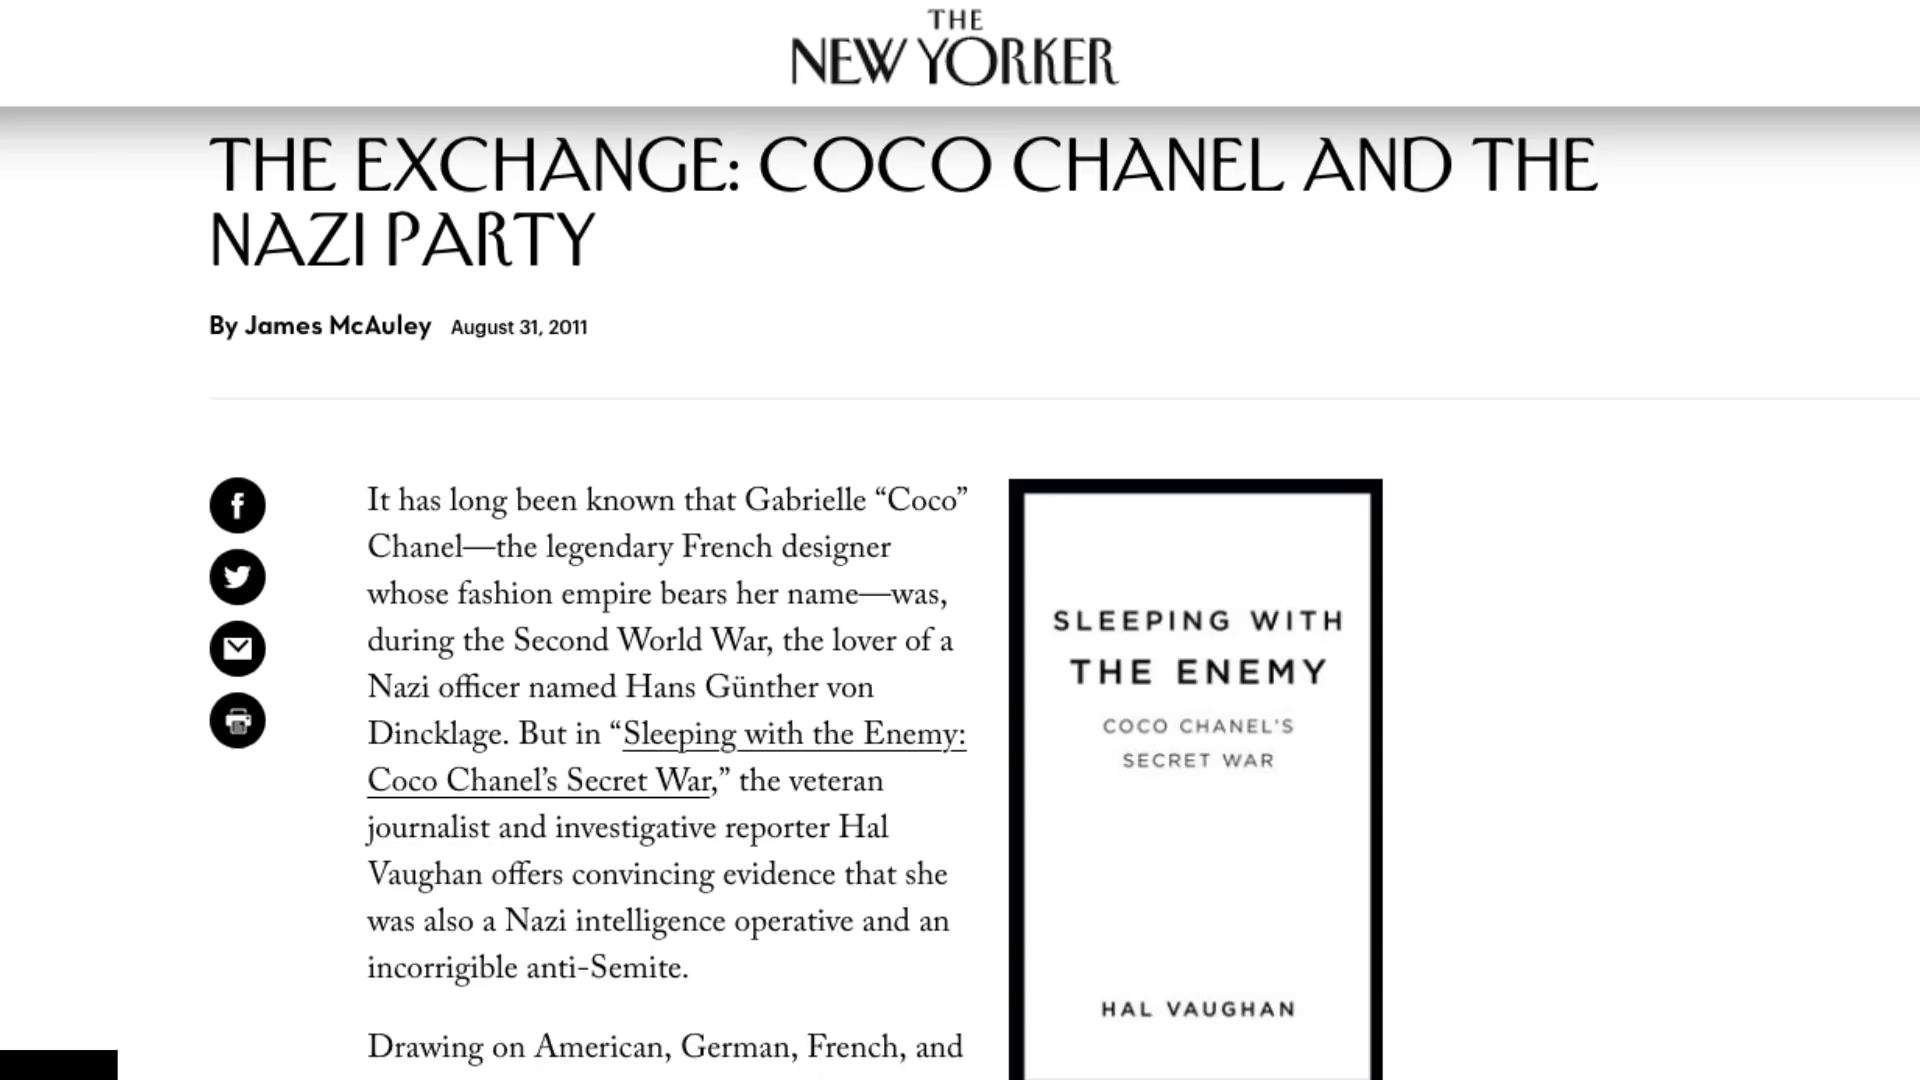 THE
NEW YORKER
THE EXCHANGE: COCO CHANEL AND THE
NAZI PARTY
By James McAuley August 31, 2011
It has long been known that Gabrielle “Coco”
Chanel—the legendary French designer
whose fashion empire bears her name—was,
during the Second World War, the lover of a
Nazi officer named Hans Günther von
Dincklage. But in “Sleeping with the Enemy:
Coco Chanel’s Secret War,” the veteran
journalist and investigative reporter Hal
Vaughan offers convincing evidence that she
was also a Nazi intelligence operative and an
incorrigible anti-Semite.
Drawing on American, German, French, and
SLEEPING WITH
THE ENEMY
COCO CHANEL'S
SECRET WAR
HAL VAUGHAN